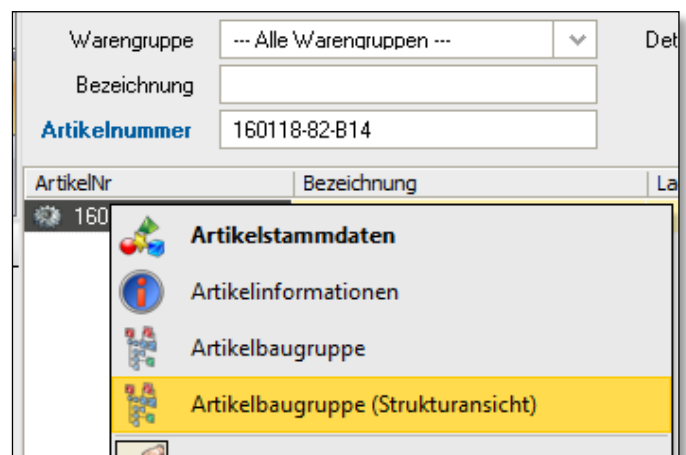 Warengruppe --- Alle Warengruppen --- Det
Bezeichnung
Artikelnummer 160118-82-B14
ArtikelNr Bezeichnung La
160
Artikelstammdaten
Artikelinformationen
Artikelbaugruppe
Artikelbaugruppe (Strukturansicht)